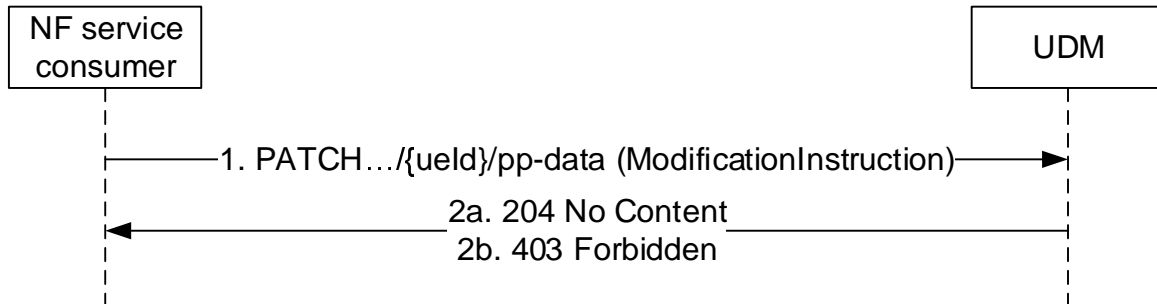 NF service
consumer
UDM
1. PATCH…/{ueId}/pp-data (ModificationInstruction)
2a. 204 No Content
2b. 403 Forbidden